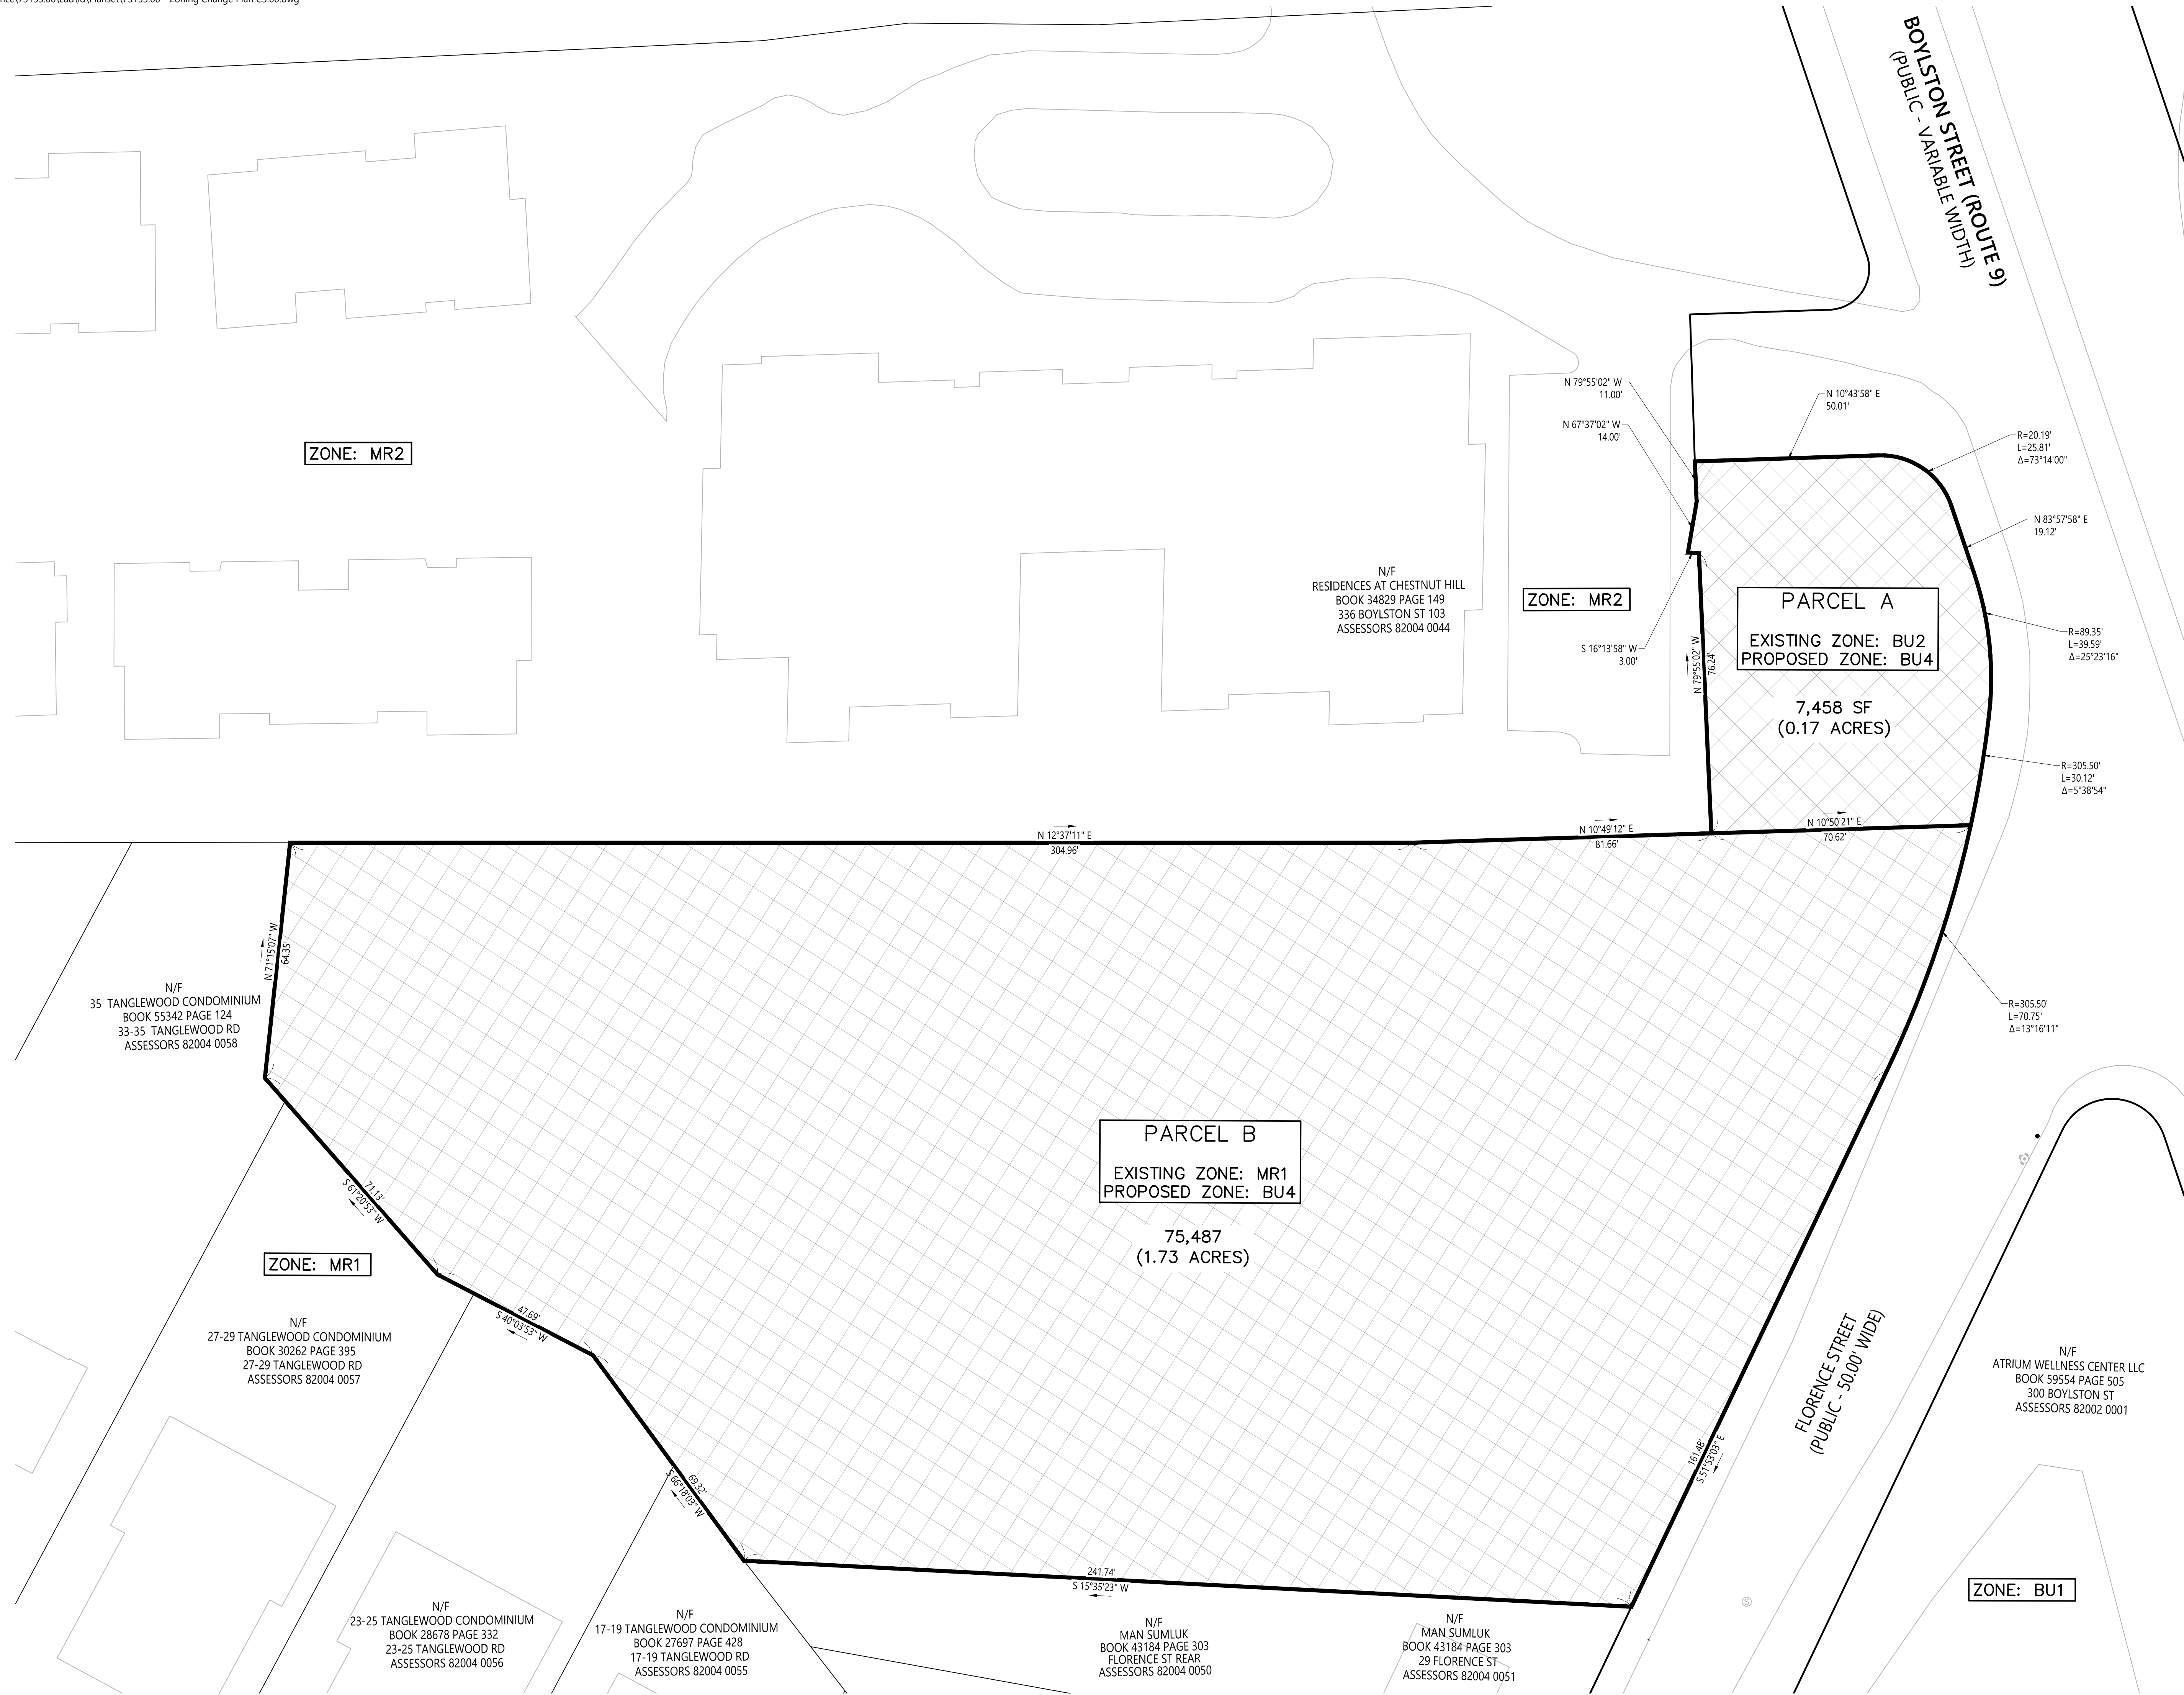 BOYLSTON STREET (ROUTE 9)
(PUBLIC - VARIABLE WIDTH)
N 79°55'02" W
11.00'
N 10°43'58" E
50.01'
N 67°37'02" W
14.00'
R=20.19'
L=25.81'
Δ=73°14'00"
ZONE: MR2
N 83°57'58" E
19.12'
N/F
RESIDENCES AT CHESTNUT HILL
BOOK 34829 PAGE 149
336 BOYLSTON ST 103
ASSESSORS 82004 0044
ZONE: MR2
PARCEL A
EXISTING ZONE: BU2
PROPOSED ZONE: BU4
7,458 SF
(0.17 ACRES)
S 16°13'58" W
3.00'
N 79°55'02" W
76.24'
R=89.35'
L=39.59'
Δ=25°23'16"
R=305.50'
L=30.12'
Δ=5°38'54"
N 12°37'11" E
304.96'
N 10°49'12" E
81.66'
N 10°50'21" E
70.62'
N 71°15'07" W
64.35'
N/F
35 TANGLEWOOD CONDOMINIUM
BOOK 55342 PAGE 124
33-35 TANGLEWOOD RD
ASSESSORS 82004 0058
R=305.50'
L=70.75'
Δ=13°16'11"
PARCEL B
EXISTING ZONE: MR1
PROPOSED ZONE: BU4
75,487
(1.73 ACRES)
71.13'
S 61°20'53" W
ZONE: MR1
47.69'
S 40°03'53" W
N/F
27-29 TANGLEWOOD CONDOMINIUM
BOOK 30262 PAGE 395
27-29 TANGLEWOOD RD
ASSESSORS 82004 0057
FLORENCE STREET
(PUBLIC - 50.00' WIDE)
N/F
ATRIUM WELLNESS CENTER LLC
BOOK 59554 PAGE 505
300 BOYLSTON ST
ASSESSORS 82002 0001
161.48'
S 51°53'03" E
69.32'
S 66°18'03" W
241.74'
S 15°35'23" W
ZONE: BU1
S
N/F
23-25 TANGLEWOOD CONDOMINIUM
BOOK 28678 PAGE 332
23-25 TANGLEWOOD RD
ASSESSORS 82004 0056
N/F
17-19 TANGLEWOOD CONDOMINIUM
BOOK 27697 PAGE 428
17-19 TANGLEWOOD RD
ASSESSORS 82004 0055
N/F
MAN SUMLUK
BOOK 43184 PAGE 303
FLORENCE ST REAR
ASSESSORS 82004 0050
N/F
MAN SUMLUK
BOOK 43184 PAGE 303
29 FLORENCE ST
ASSESSORS 82004 0051